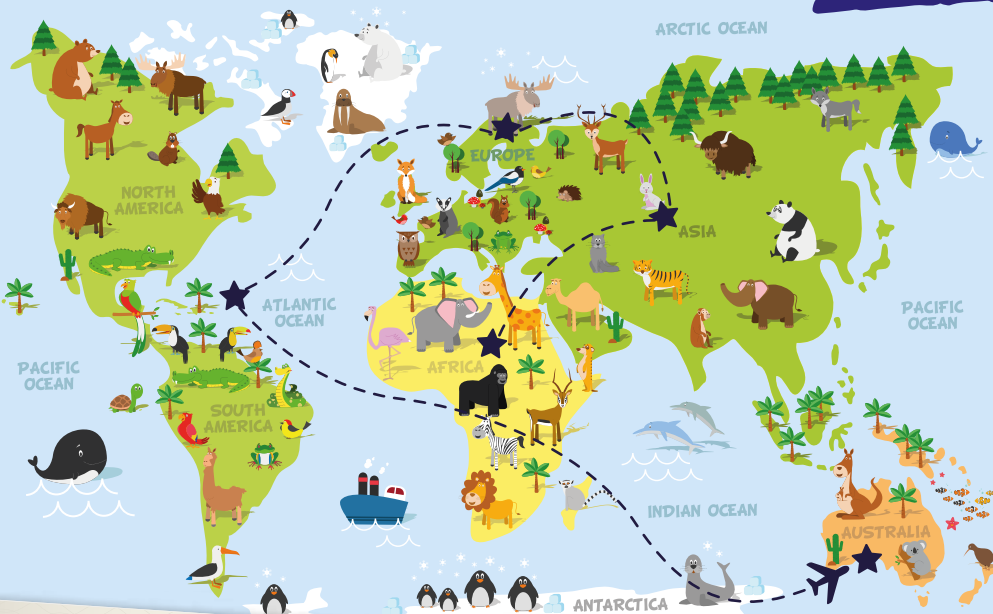 ARCTIC OCEAN
EUROPE
NORTH
AMERICA
ASIA
ATLANTIC
OCEAN
PACIFIC
OCEAN
PACIFIC
OCEAN
AFRICA
SOUTH
AMERICA
INDIAN OCEAN
AUSTRALIA
ANTARCTICA